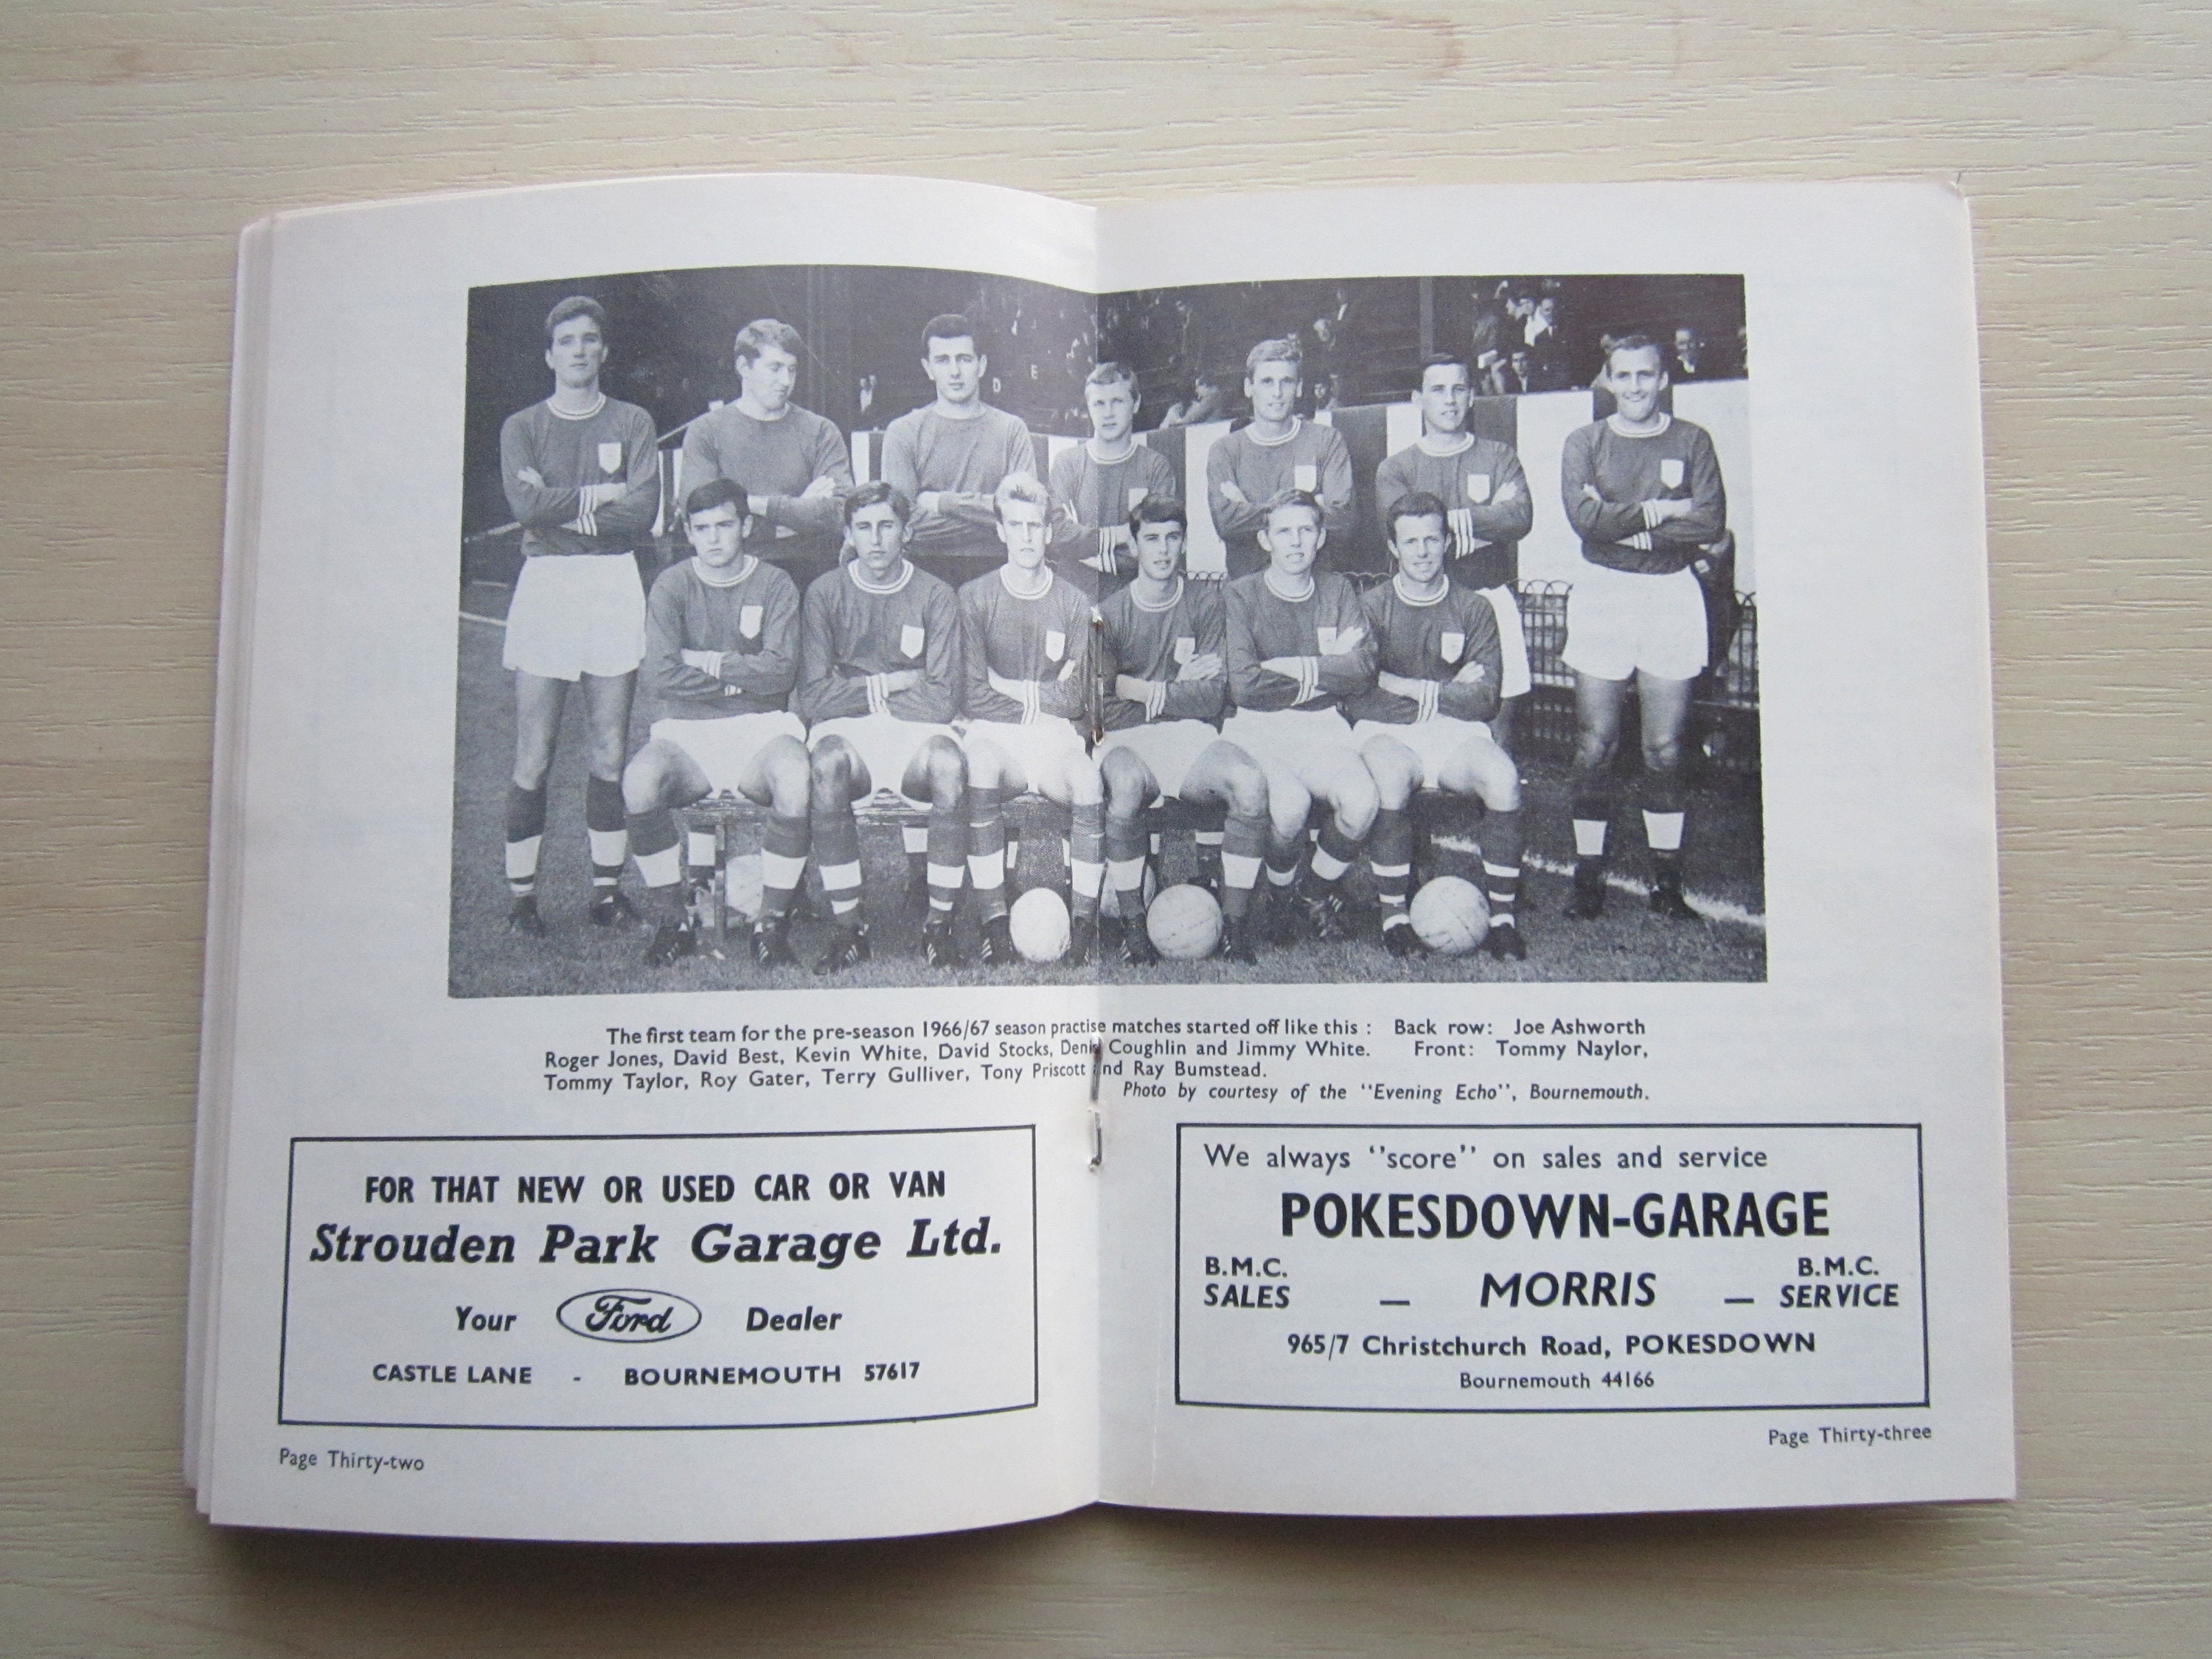 D E
The first team for the pre-season 1966/67 season practise matches started off like this : Back row: Joe Ashworth
Roger Jones, David Best, Kevin White, David Stocks, Denis Coughlin and Jimmy White. Front: Tommy Naylor,
Tommy Taylor, Roy Gater, Terry Gulliver, Tony Priscott and Ray Bumstead.
Photo by courtesy of the "Evening Echo", Bournemouth.
FOR THAT NEW OR USED CAR OR VAN
Strouden Park Garage Ltd.
Your Ford Dealer
CASTLE LANE - BOURNEMOUTH 57617
Page Thirty-two
We always "score" on sales and service
POKESDOWN-GARAGE
B.M.C. B.M.C.
SALES — MORRIS — SERVICE
965/7 Christchurch Road, POKESDOWN
Bournemouth 44166
Page Thirty-three